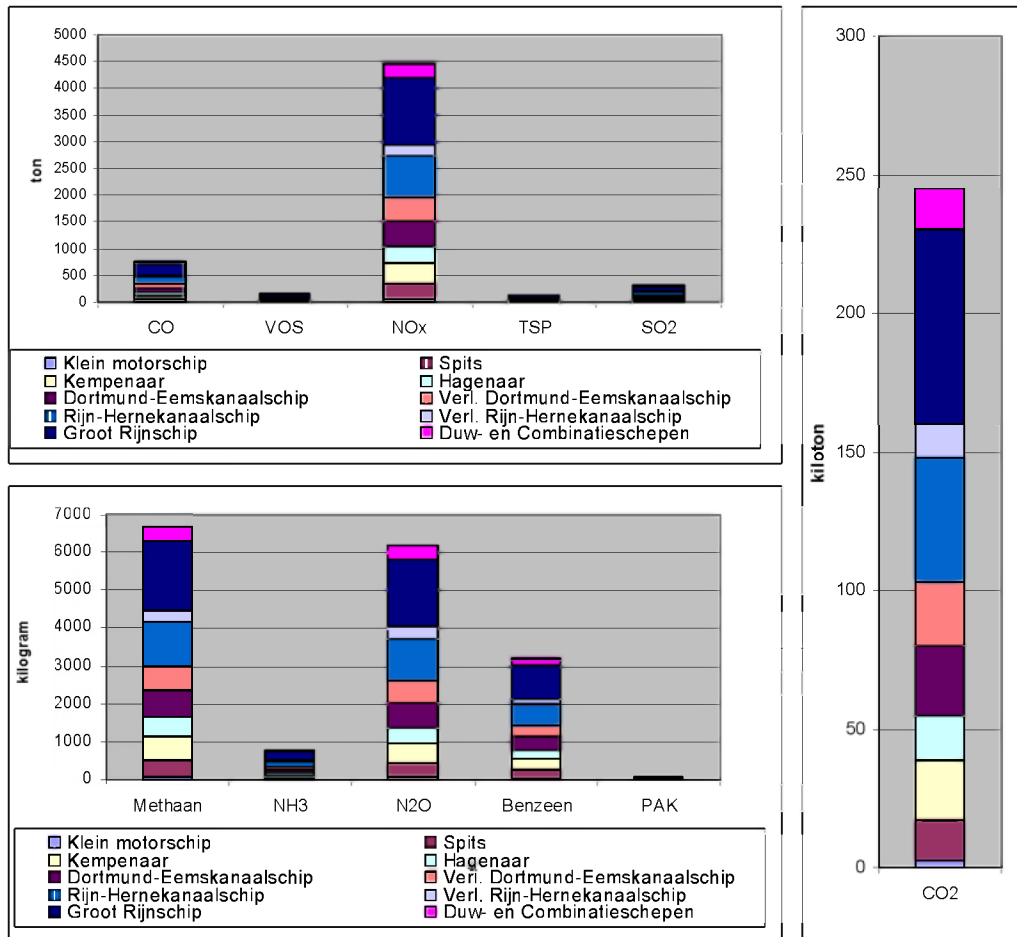 5000
4500
4000
3500
3000
2500
2000
1500
1000
500
0
ton
CO VOS NOx TSP SO2
Klein motorschip Spits
Kempenaar Hagenaar
Dortmund-Eemskanaalschip Verl. Dortmund-Eemskanaalschip
Rijn-Hernekanaalschip Verl. Rijn-Hernekanaalschip
Groot Rijnschip Duw- en Combinatieschepen
7000
6000
5000
4000
3000
2000
1000
0
kilogram
Methaan NH3 N2O Benzeen PAK
Klein motorschip Spits
Kempenaar Hagenaar
Dortmund-Eemskanaalschip Verl. Dortmund-Eemskanaalschip
Rijn-Hernekanaalschip Verl. Rijn-Hernekanaalschip
Groot Rijnschip Duw- en Combinatieschepen
300
250
200
150
100
50
0
kiloton
CO2